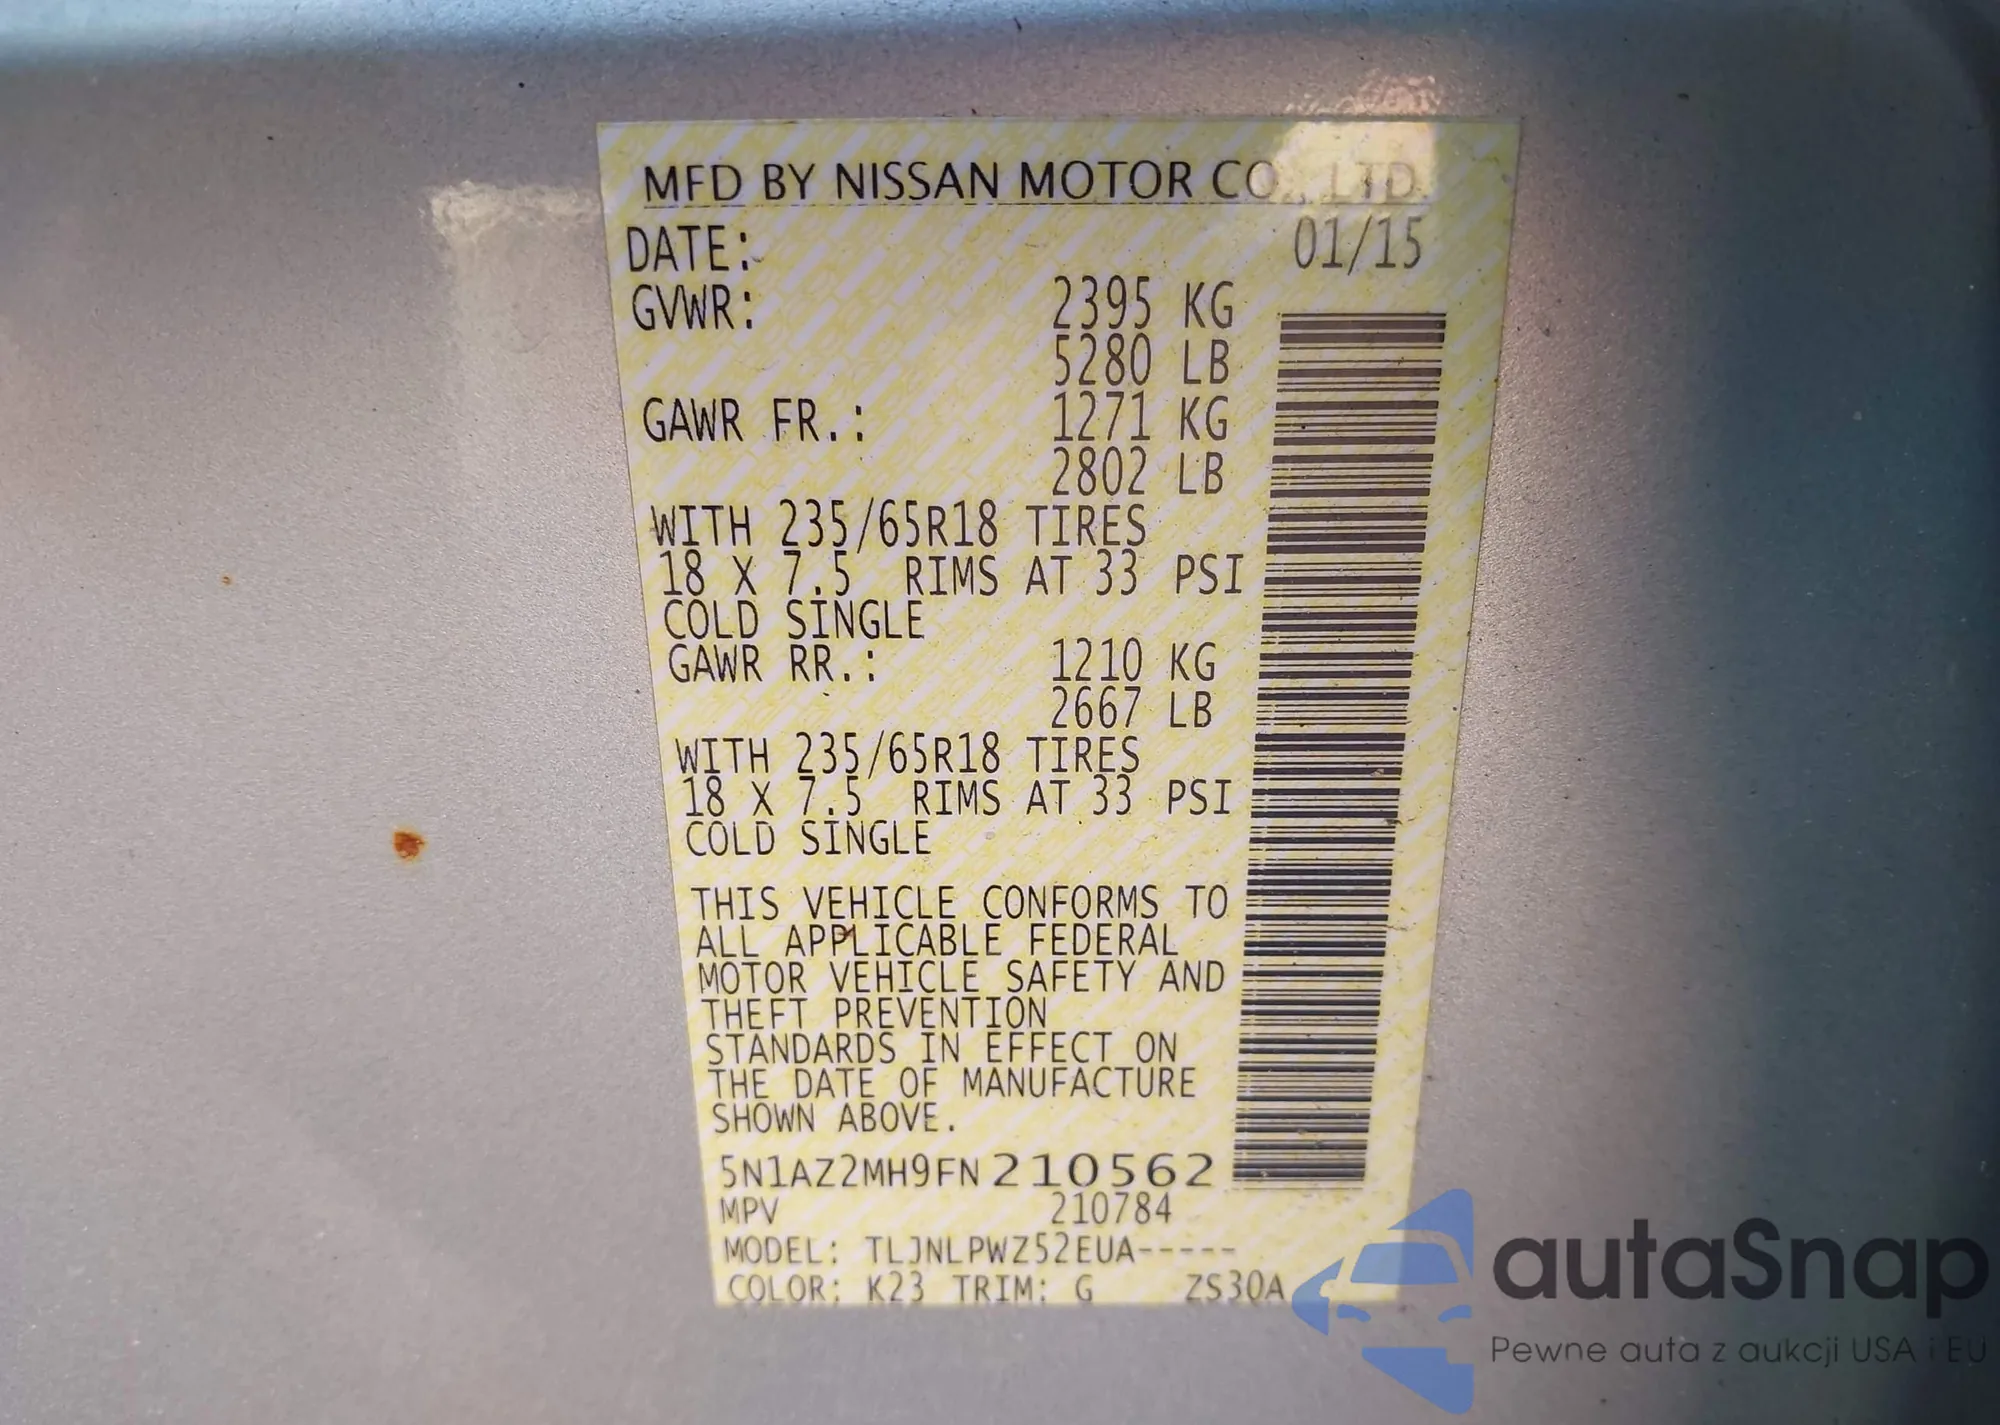 MFD BY NISSAN MOTOR CO., LTD.
DATE: 01/15
GVWR: 2395 KG
5280 LB
GAWR FR.: 1271 KG
2802 LB
WITH 235/65R18 TIRES
18 X 7.5 RIMS AT 33 PSI
COLD SINGLE
GAWR RR.: 1210 KG
2667 LB
WITH 235/65R18 TIRES
18 X 7.5 RIMS AT 33 PSI
COLD SINGLE
THIS VEHICLE CONFORMS TO
ALL APPLICABLE FEDERAL
MOTOR VEHICLE SAFETY AND
THEFT PREVENTION
STANDARDS IN EFFECT ON
THE DATE OF MANUFACTURE
SHOWN ABOVE.
5N1AZ2MH9FN210562
MPV 210784
MODEL: TLJNLPWZ52EUA-----
COLOR: K23 TRIM: G ZS30A
autoSnap
Pewne auta z aukcji USA i EU